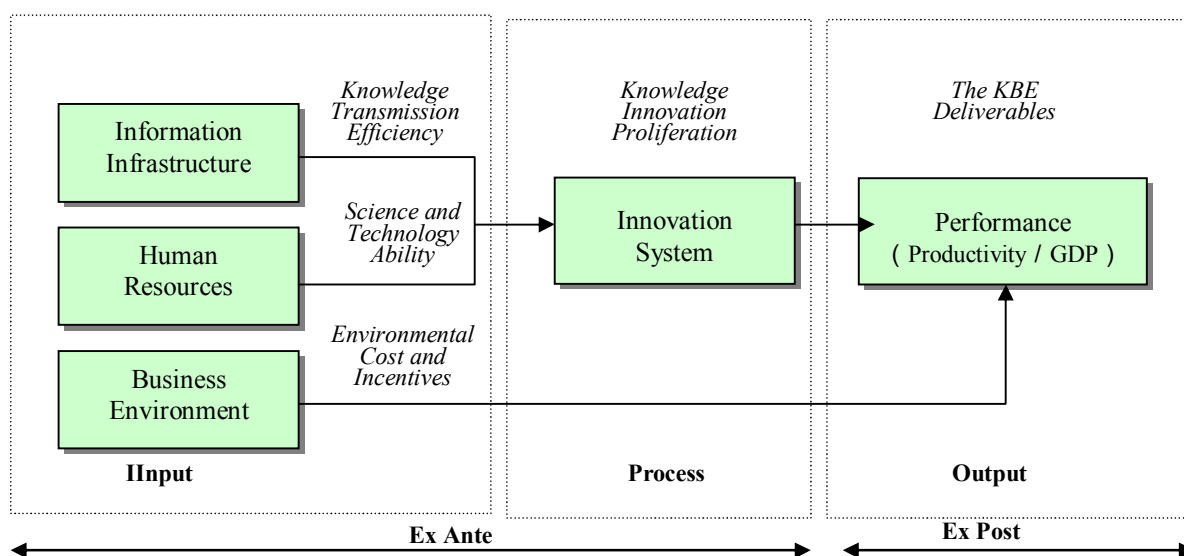 Information
Infrastructure
Knowledge
Transmission
Efficiency
Human
Resources
Science and
Technology
Ability
Business
Environment
Environmental
Cost and
Incentives
IInput
Knowledge
Innovation
Proliferation
Innovation
System
Process
The KBE
Deliverables
Performance
( Productivity / GDP )
Output
Ex Ante
Ex Post